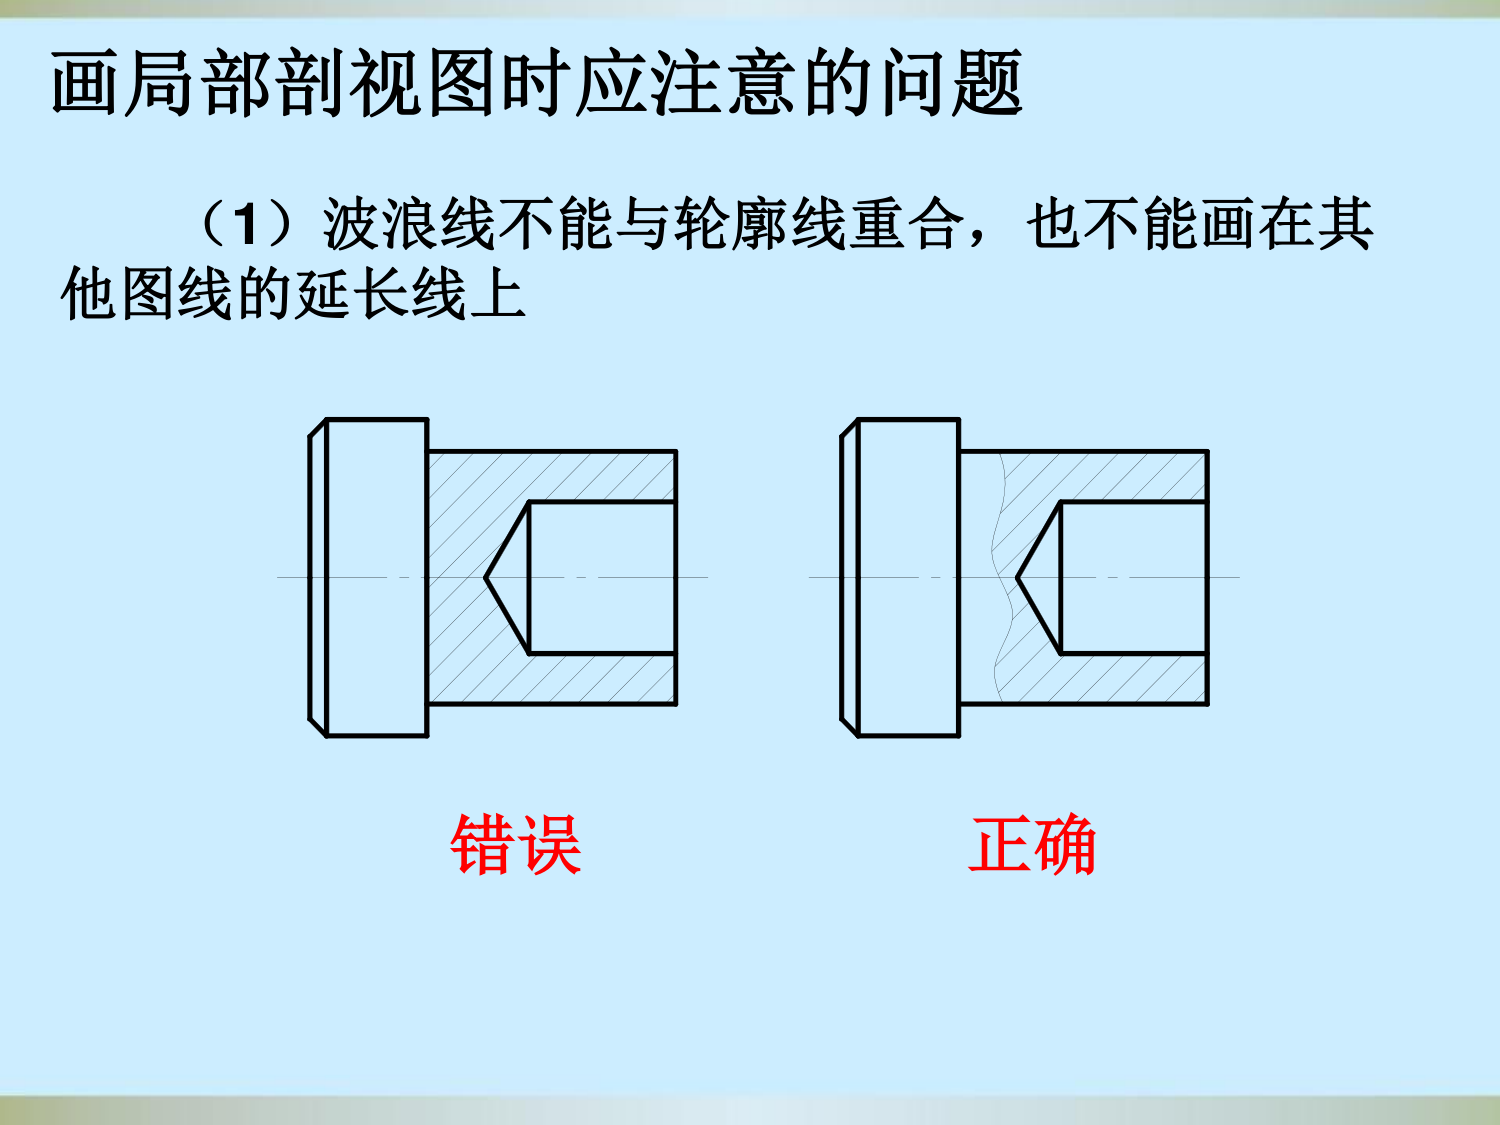 画局部剖视图时应注意的问题
（1）波浪线不能与轮廓线重合，也不能画在其
他图线的延长线上
错误
正确